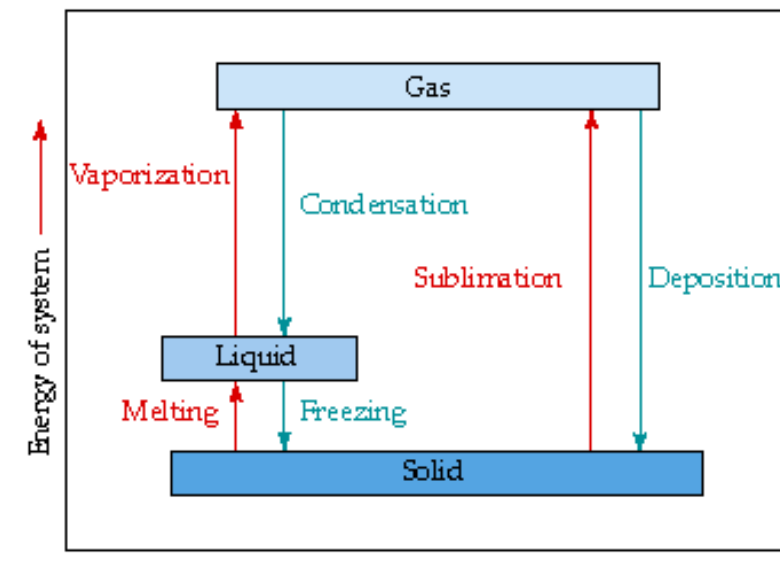 Gas
Vaporization
Condensation
Sublimation
Deposition
Energy of system
Liquid
Melting
Freezing
Solid